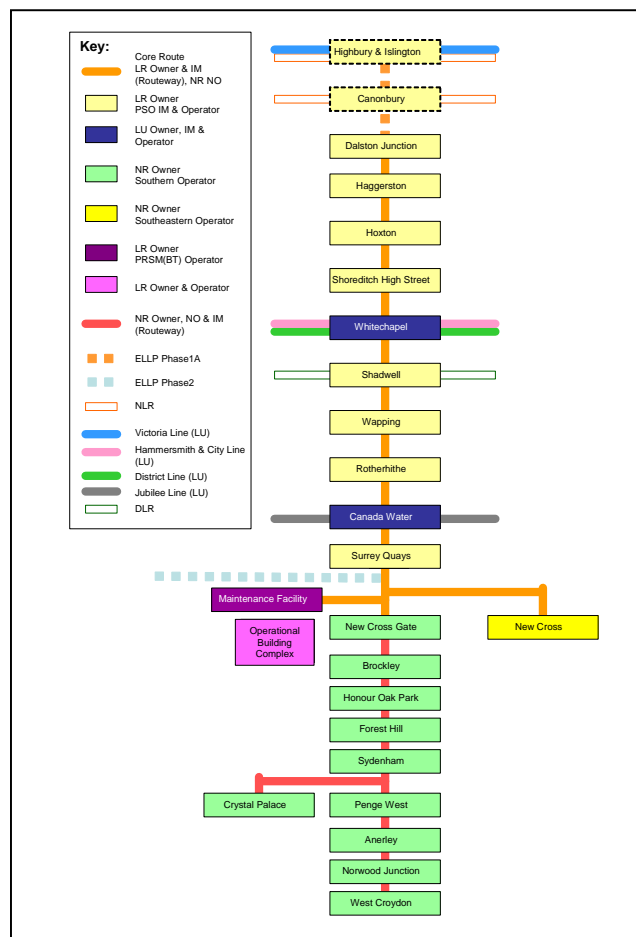 Key:
Core Route
LR Owner & IM
(Routeway), NR NO
LR Owner
PSO IM & Operator
LU Owner, IM &
Operator
NR Owner
Southern Operator
NR Owner
Southeastern Operator
LR Owner
PRSM(BT) Operator
LR Owner & Operator
NR Owner, NO & IM
(Routeway)
ELLP Phase1A
ELLP Phase2
NLR
Victoria Line (LU)
Hammersmith & City Line
(LU)
District Line (LU)
Jubilee Line (LU)
DLR
Highbury & Islington
Canonbury
Dalston Junction
Haggerston
Hoxton
Shoreditch High Street
Whitechapel
Shadwell
Wapping
Rotherhithe
Canada Water
Surrey Quays
Maintenance Facility
Operational
Building
Complex
New Cross Gate
New Cross
Brockley
Honour Oak Park
Forest Hill
Sydenham
Crystal Palace
Penge West
Anerley
Norwood Junction
West Croydon